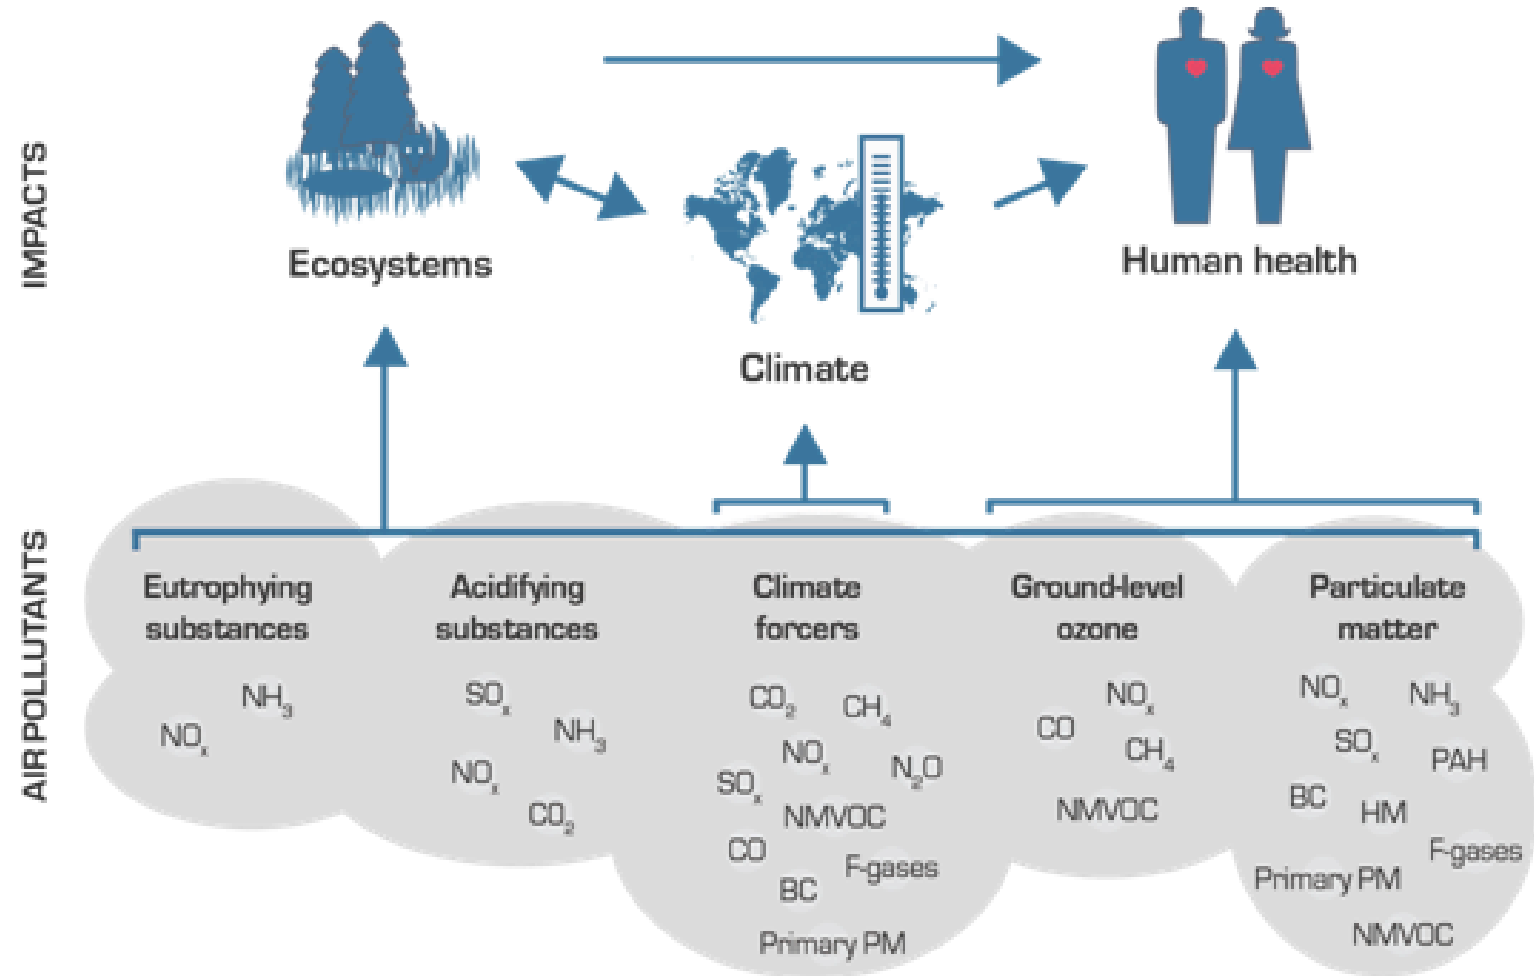 IMPACTS
Ecosystems
Climate
Human health
AIR POLLUTANTS
Eutrophying
substances
NH₃
NOₓ
Acidifying
substances
SOₓ
NH₃
NOₓ
CO₂
Climate
forcers
CO₂
CH₄
NOₓ
N₂O
SOₓ
NMVOC
CO
F-gases
BC
Primary PM
Ground-level
ozone
NOₓ
CO
CH₄
NMVOC
Particulate
matter
NOₓ
NH₃
SOₓ
PAH
BC
HM
F-gases
Primary PM
NMVOC